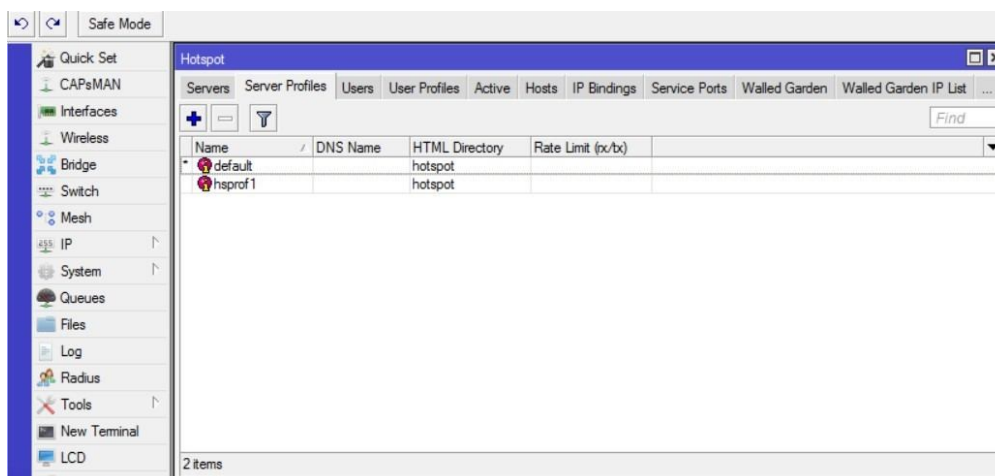 Safe Mode
Quick Set
CAPsMAN
Interfaces
Wireless
Bridge
Switch
Mesh
IP
System
Queues
Files
Log
Radius
Tools
New Terminal
LCD
Hotspot
Servers Server Profiles Users User Profiles Active Hosts IP Bindings Service Ports Walled Garden Walled Garden IP List ...
Find
Name / DNS Name HTML Directory Rate Limit (rx/tx)
* default hotspot
hsprof1 hotspot
2 items